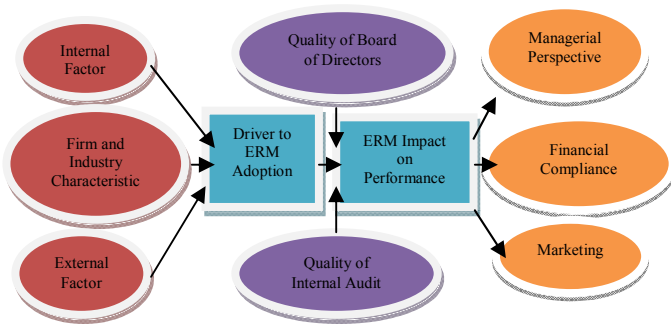 Internal
Factor
Firm and
Industry
Characteristic
External
Factor
Driver to
ERM
Adoption
Quality of Board
of Directors
ERM Impact
on
Performance
Quality of
Internal Audit
Managerial
Perspective
Financial
Compliance
Marketing